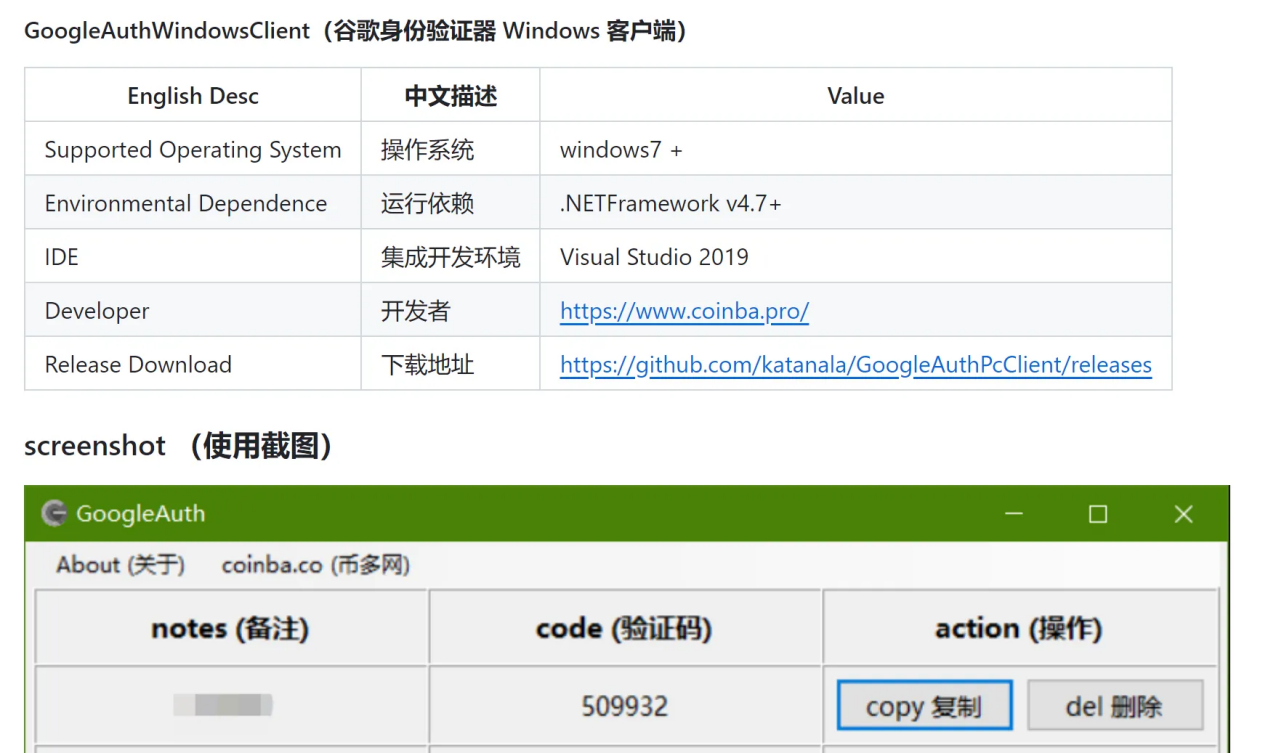 GoogleAuthWindowsClient（谷歌身份验证器 Windows 客户端）
English Desc 中文描述 Value
Supported Operating System 操作系统 windows7 +
Environmental Dependence 运行依赖 .NETFramework v4.7+
IDE 集成开发环境 Visual Studio 2019
Developer 开发者 https://www.coinba.pro/
Release Download 下载地址 https://github.com/katanala/GoogleAuthPcClient/releases
screenshot （使用截图）
GoogleAuth
About (关于) coinba.co (币多网)
notes (备注) code (验证码) action (操作)
509932 copy 复制 del 删除